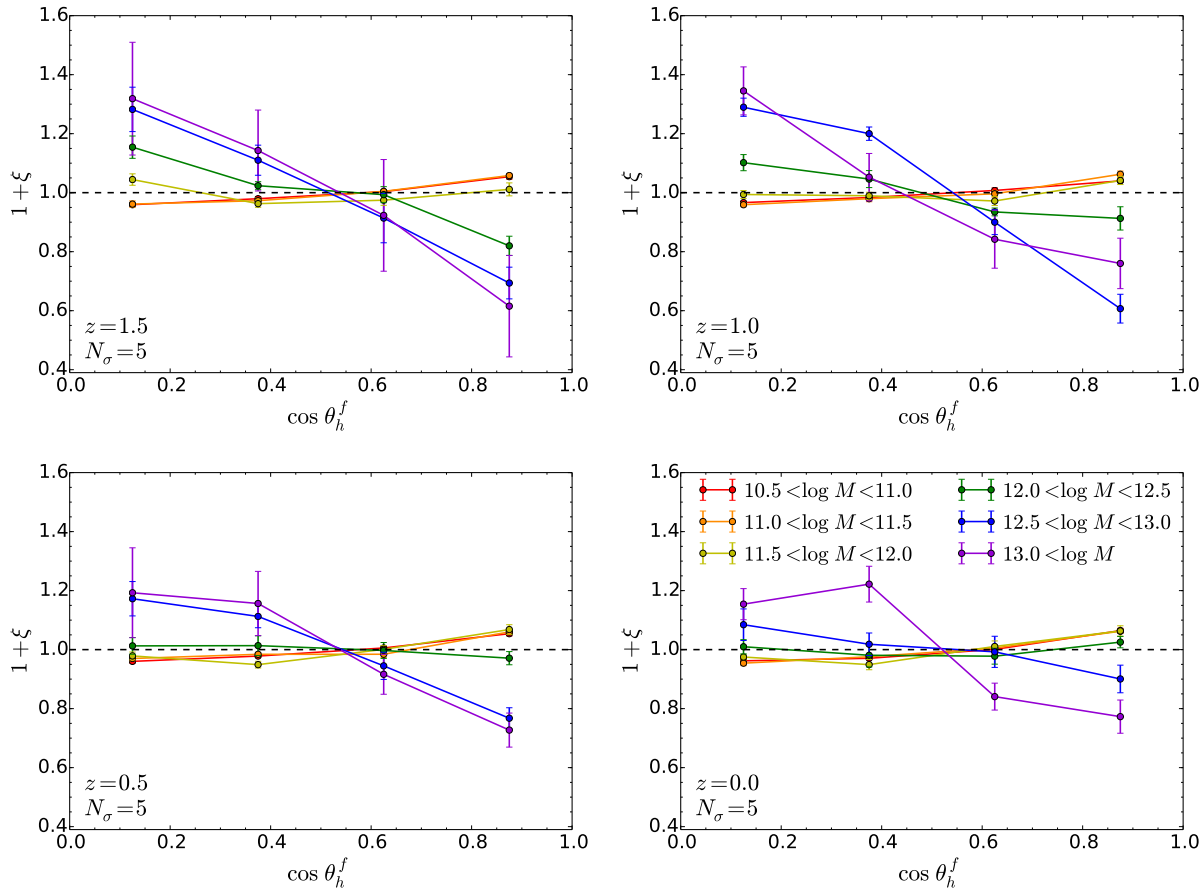 1.6
1.4
1.2
1.0
0.8
0.6
0.4
1 + ξ
z = 1.5
N_σ = 5
0.0 0.2 0.4 0.6 0.8 1.0
cos θ_h^f
1.6
1.4
1.2
1.0
0.8
0.6
0.4
1 + ξ
z = 1.0
N_σ = 5
0.0 0.2 0.4 0.6 0.8 1.0
cos θ_h^f
1.6
1.4
1.2
1.0
0.8
0.6
0.4
1 + ξ
z = 0.5
N_σ = 5
0.0 0.2 0.4 0.6 0.8 1.0
cos θ_h^f
1.6
1.4
1.2
1.0
0.8
0.6
0.4
1 + ξ
10.5 < log M < 11.0
11.0 < log M < 11.5
11.5 < log M < 12.0
12.0 < log M < 12.5
12.5 < log M < 13.0
13.0 < log M
z = 0.0
N_σ = 5
0.0 0.2 0.4 0.6 0.8 1.0
cos θ_h^f